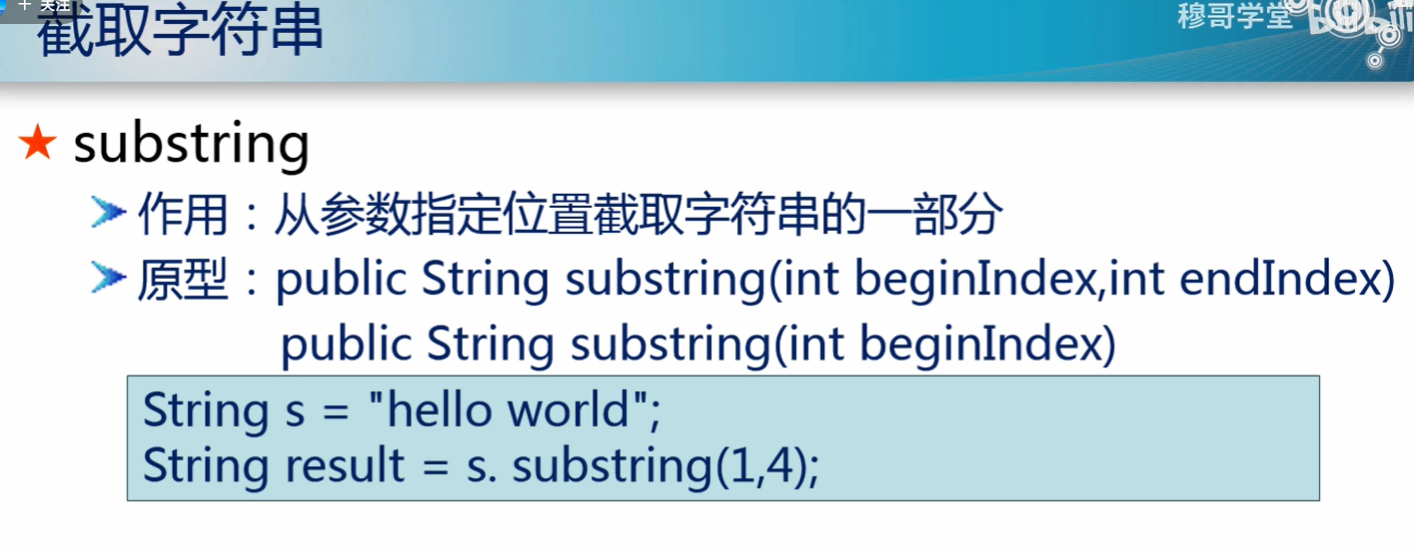 + 关注
截取字符串
穆哥学堂
substring
作用：从参数指定位置截取字符串的一部分
原型：public String substring(int beginIndex,int endIndex)
public String substring(int beginIndex)
String s = "hello world";
String result = s. substring(1,4);